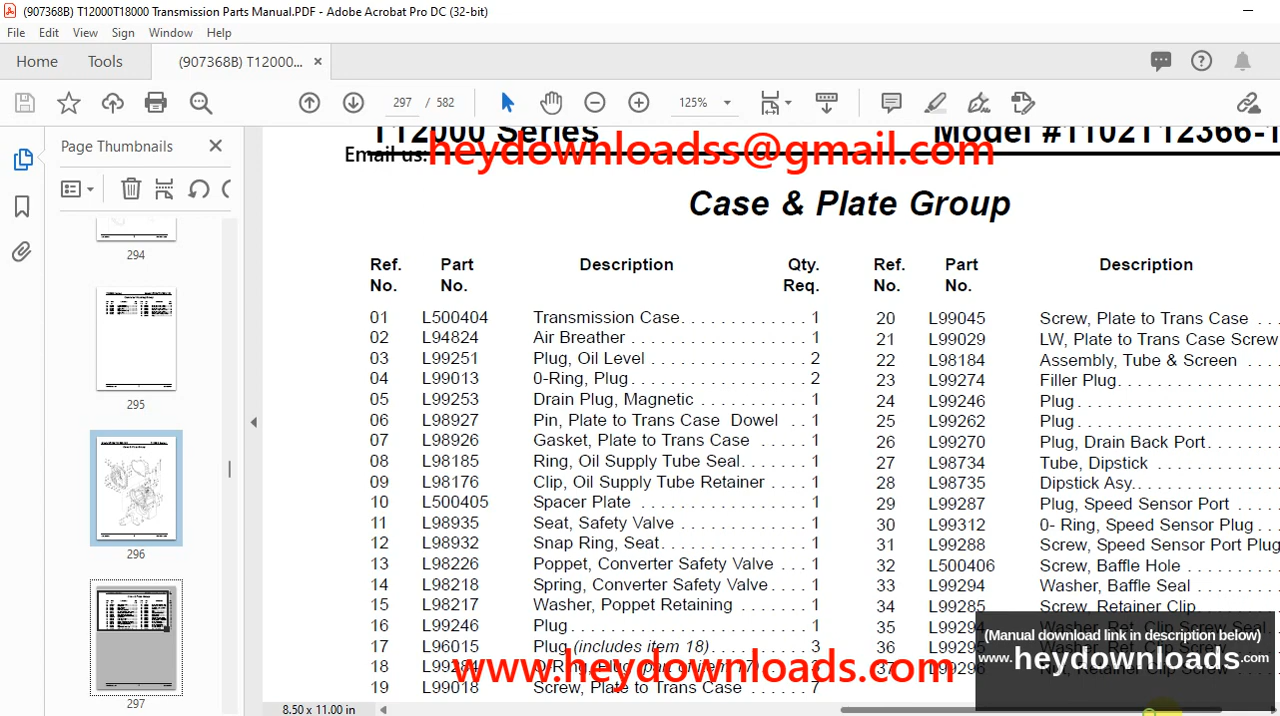 (907368B) T12000T18000 Transmission Parts Manual.PDF - Adobe Acrobat Pro DC (32-bit)
File Edit View Sign Window Help
Home Tools (907368B) T12000... ×
297 / 582 125%
Page Thumbnails
294
295
296
297
T12000 Series Model #1102T12366-1
Email us: heydownloadss@gmail.com
Case & Plate Group
Ref. No. Part No. Description Qty. Req.
01 L500404 Transmission Case. . . . . . . . . . . . . 1
02 L94824 Air Breather . . . . . . . . . . . . . . . . . 1
03 L99251 Plug, Oil Level . . . . . . . . . . . . . . . 2
04 L99013 0-Ring, Plug. . . . . . . . . . . . . . . . . 2
05 L99253 Drain Plug, Magnetic . . . . . . . . . . . 1
06 L98927 Pin, Plate to Trans Case Dowel . . 1
07 L98926 Gasket, Plate to Trans Case . . . . . 1
08 L98185 Ring, Oil Supply Tube Seal. . . . . . . 1
09 L98176 Clip, Oil Supply Tube Retainer . . . . 1
10 L500405 Spacer Plate . . . . . . . . . . . . . . . . 1
11 L98935 Seat, Safety Valve . . . . . . . . . . . . 1
12 L98932 Snap Ring, Seat. . . . . . . . . . . . . . 1
13 L98226 Poppet, Converter Safety Valve . . . 1
14 L98218 Spring, Converter Safety Valve. . . . 1
15 L98217 Washer, Poppet Retaining . . . . . . . 1
16 L99246 Plug. . . . . . . . . . . . . . . . . . . . . . . 1
17 L96015 Plug (includes item 18). . . . . . . . . 3
18
19 L99018 Screw, Plate to Trans Case . . . . . . 7
Ref. No. Part No. Description
20 L99045 Screw, Plate to Trans Case . . .
21 L99029 LW, Plate to Trans Case Screw
22 L98184 Assembly, Tube & Screen . . . .
23 L99274 Filler Plug. . . . . . . . . . . . . . . .
24 L99246 Plug . . . . . . . . . . . . . . . . . . . .
25 L99262 Plug . . . . . . . . . . . . . . . . . . . .
26 L99270 Plug, Drain Back Port. . . . . . .
27 L98734 Tube, Dipstick . . . . . . . . . . . .
28 L98735 Dipstick Asy.. . . . . . . . . . . . . .
29 L99287 Plug, Speed Sensor Port . . . . .
30 L99312 0- Ring, Speed Sensor Plug . . .
31 L99288 Screw, Speed Sensor Port Plug
32 L500406 Screw, Baffle Hole . . . . . . . . .
33 L99294 Washer, Baffle Seal . . . . . . . .
34 L99285 Screw, Retainer Clip. . . . . . . .
35 L99294 Washer, Ret. Clip Screw Seal
36
37
www.heydownloads.com
(Manual download link in description below)
www.heydownloads.com
8.50 x 11.00 in